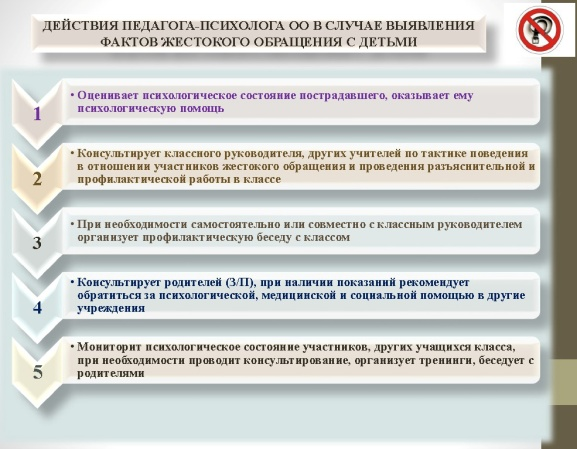 ДЕЙСТВИЯ ПЕДАГОГА-ПСИХОЛОГА ОО В СЛУЧАЕ ВЫЯВЛЕНИЯ
ФАКТОВ ЖЕСТОКОГО ОБРАЩЕНИЯ С ДЕТЬМИ
1
• Оценивает психологическое состояние пострадавшего, оказывает ему
психологическую помощь
2
• Консультирует классного руководителя, других учителей по тактике поведения
в отношении участников жестокого обращения и проведения разъяснительной и
профилактической работы в классе
3
• При необходимости самостоятельно или совместно с классным руководителем
организует профилактическую беседу с классом
4
• Консультирует родителей (З/П), при наличии показаний рекомендует
обратиться за психологической, медицинской и социальной помощью в другие
учреждения
5
• Мониторит психологическое состояние участников, других учащихся класса,
при необходимости проводит консультирование, организует тренинги, беседует с
родителями